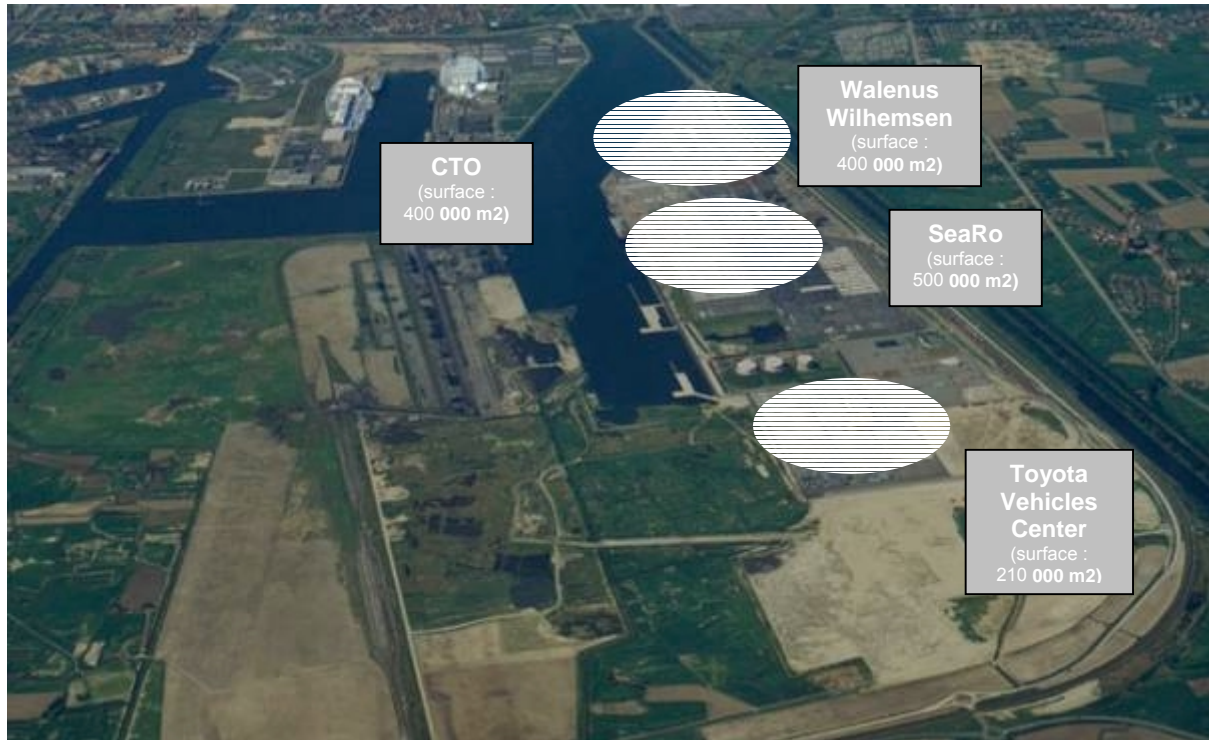 Walenus
Wilhemsen
(surface :
400 000 m2)
CTO
(surface :
400 000 m2)
SeaRo
(surface :
500 000 m2)
Toyota
Vehicles
Center
(surface :
210 000 m2)